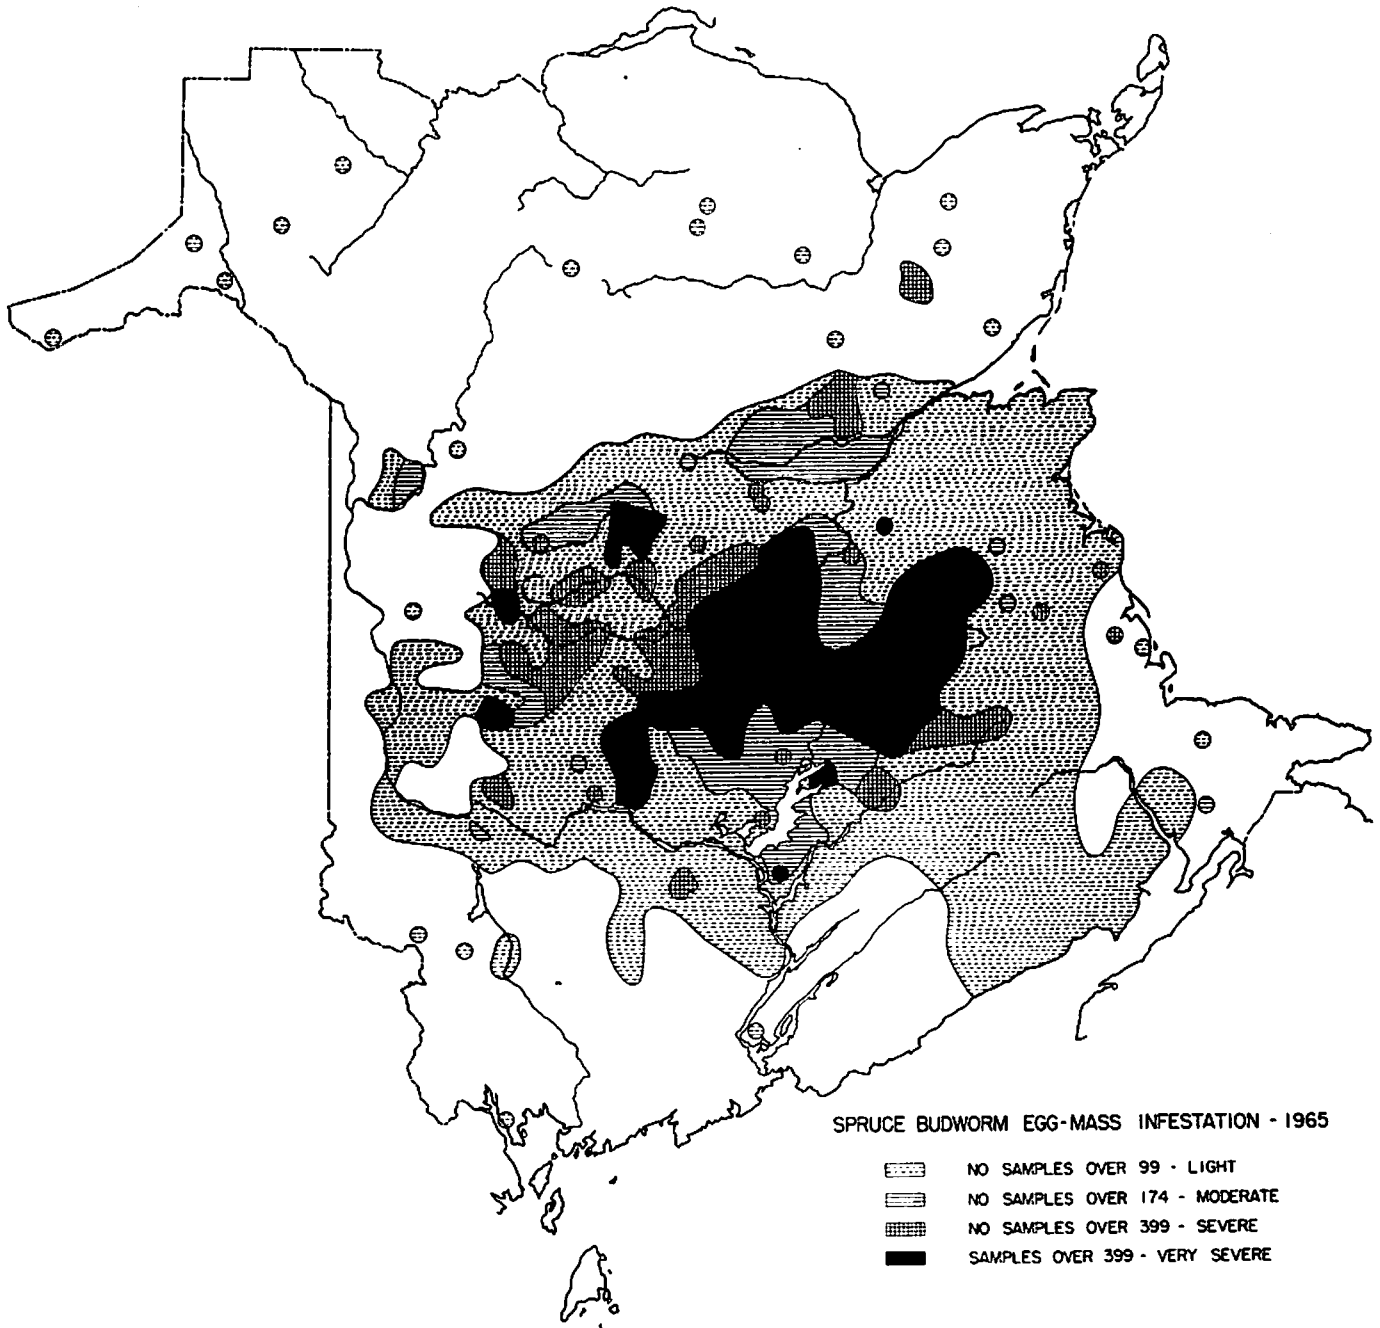 SPRUCE BUDWORM EGG-MASS INFESTATION - 1965
NO SAMPLES OVER 99 - LIGHT
NO SAMPLES OVER 174 - MODERATE
NO SAMPLES OVER 399 - SEVERE
SAMPLES OVER 399 - VERY SEVERE